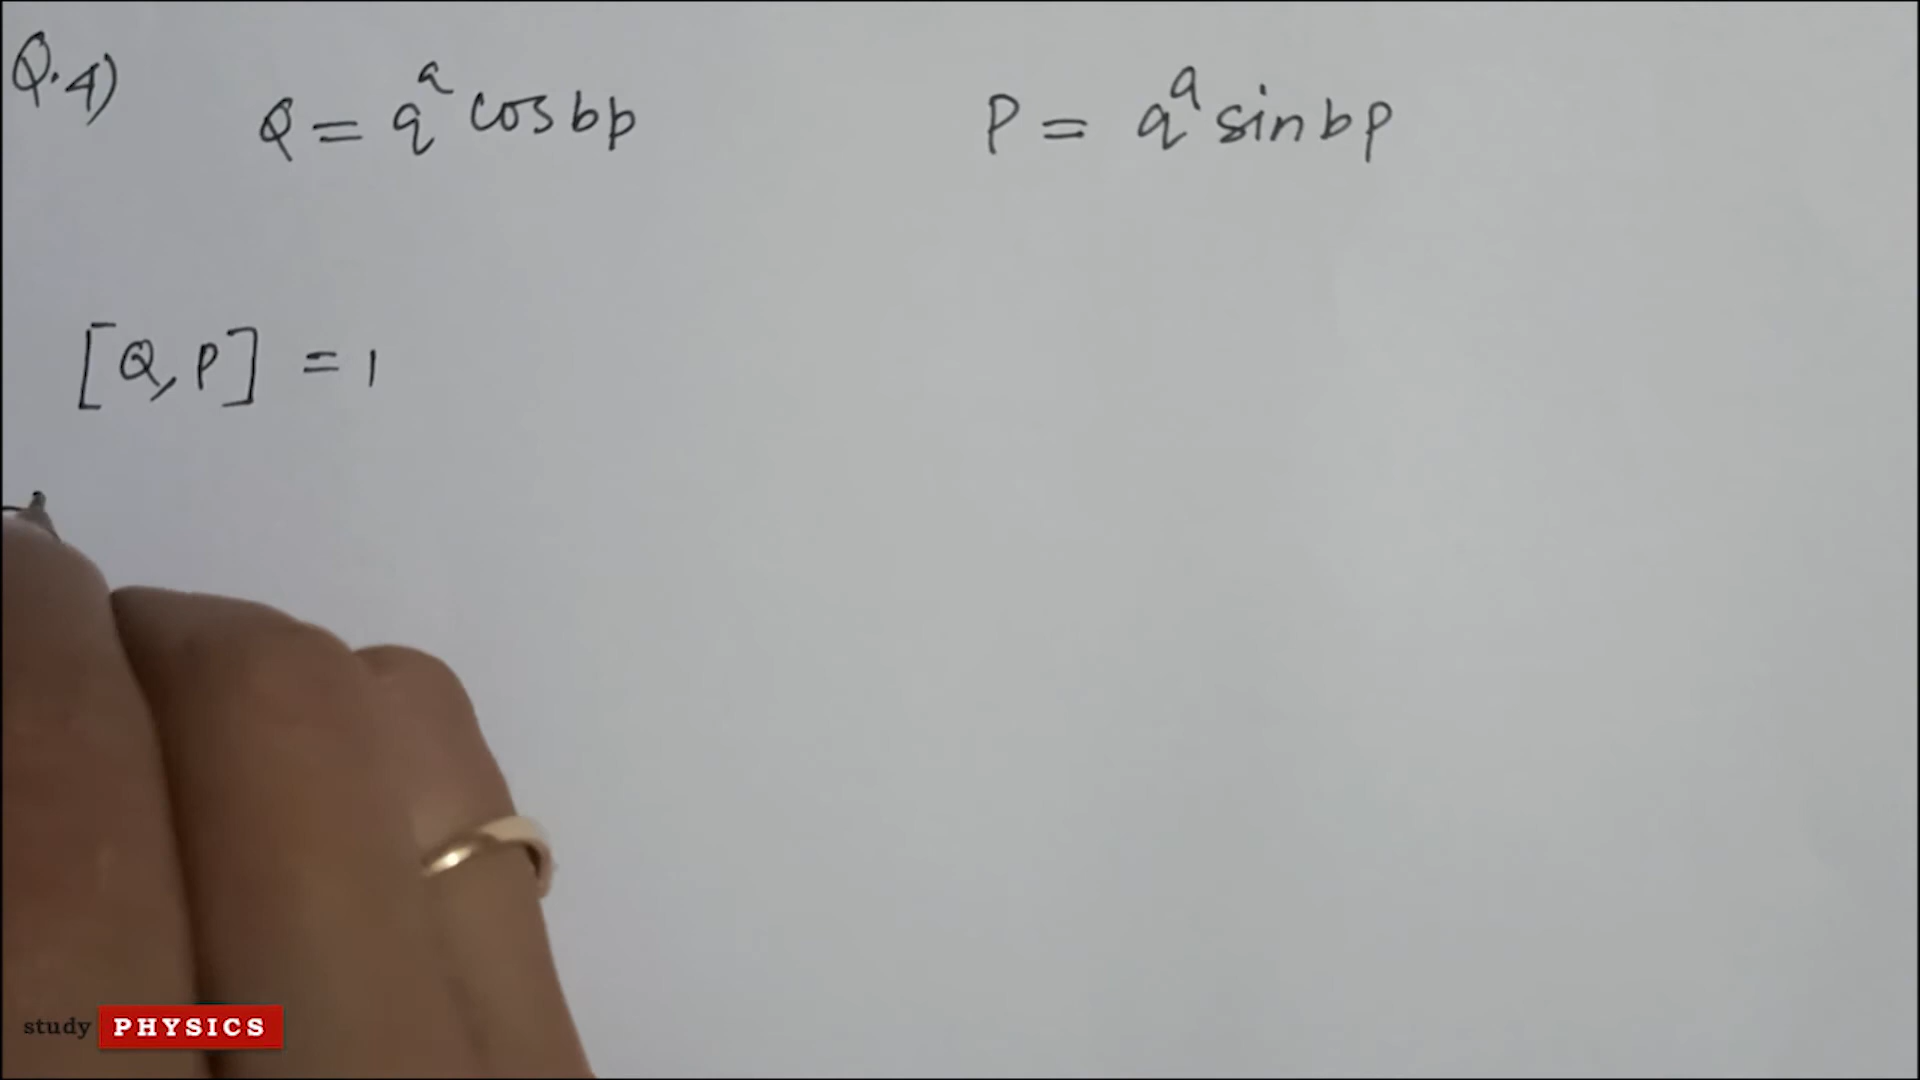 Q.4)
Q = q^a cos bp P = q^a sin bp
[Q, P] = 1
study PHYSICS